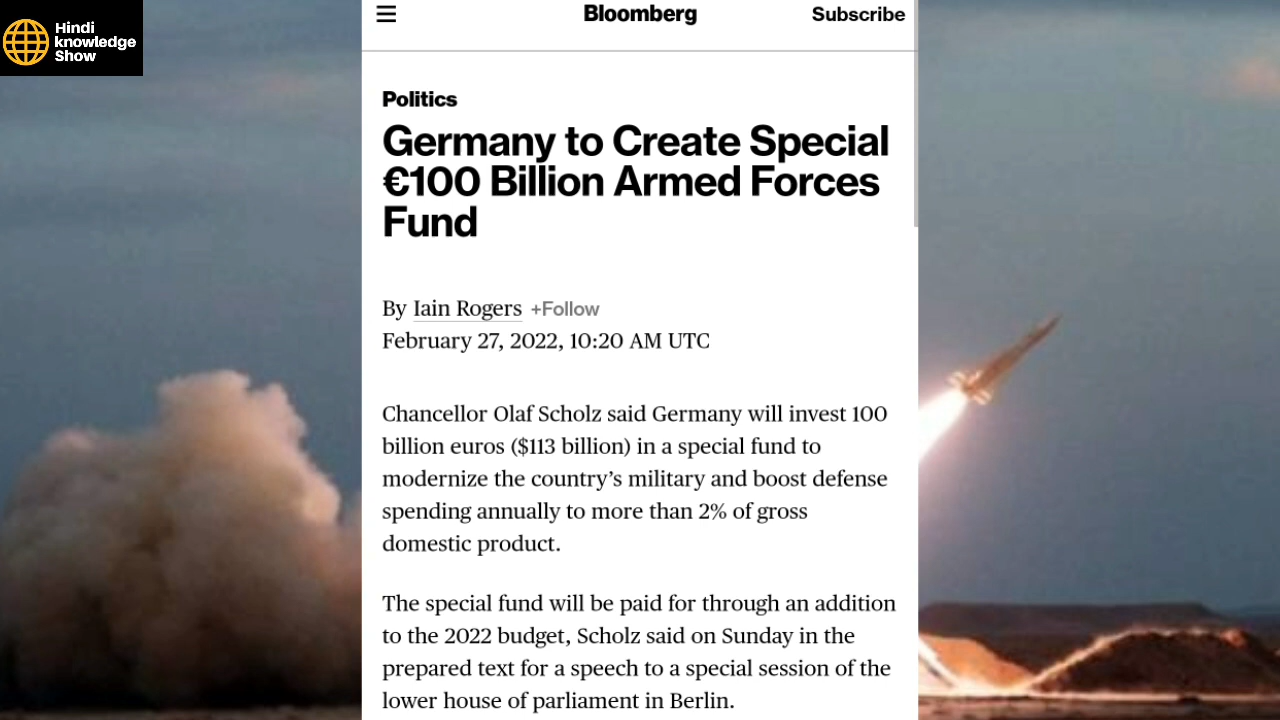 Hindi
knowledge
Show
Bloomberg
Subscribe
Politics
Germany to Create Special
€100 Billion Armed Forces
Fund
By Iain Rogers +Follow
February 27, 2022, 10:20 AM UTC
Chancellor Olaf Scholz said Germany will invest 100
billion euros ($113 billion) in a special fund to
modernize the country’s military and boost defense
spending annually to more than 2% of gross
domestic product.
The special fund will be paid for through an addition
to the 2022 budget, Scholz said on Sunday in the
prepared text for a speech to a special session of the
lower house of parliament in Berlin.